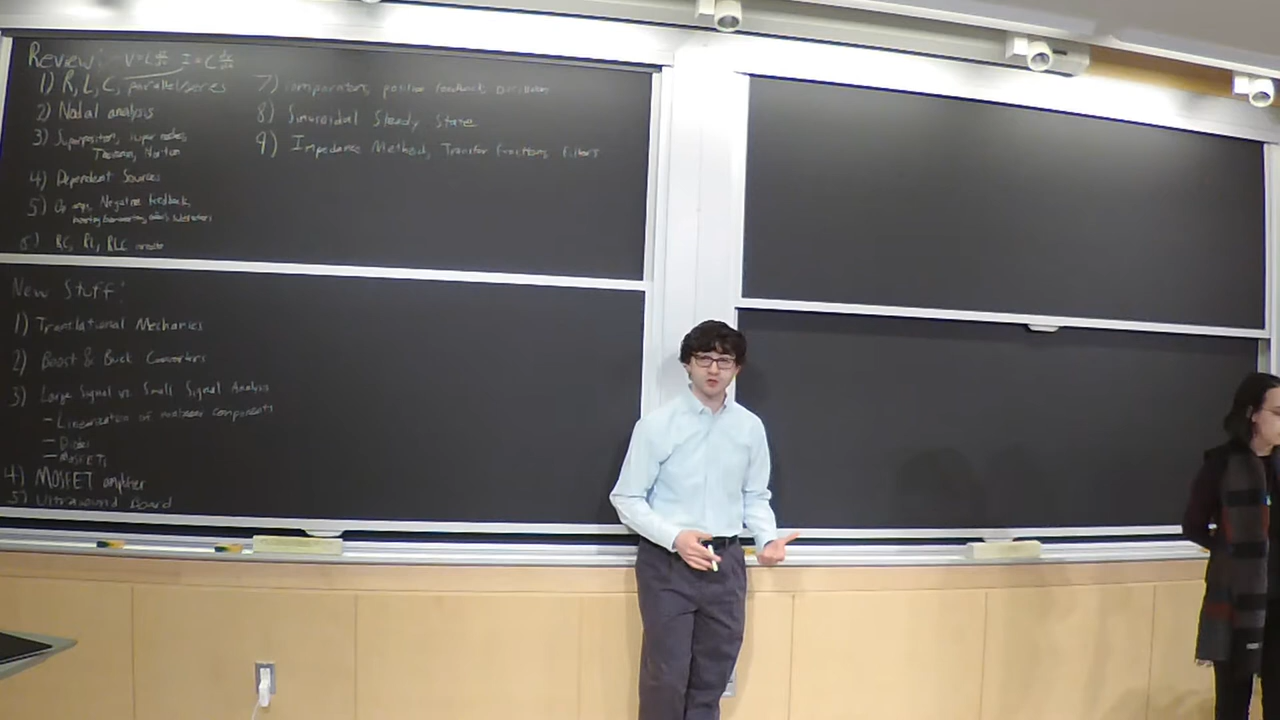 Review: V = L di/dt I = C dv/dt
1) R, L, C, parallel/series
2) Nodal analysis
3) Superposition, super nodes,
Thevenin, Norton
4) Dependent Sources
5) Op amps, Negative feedback,
6) RC, RL, RLC circuits
7) comparators, positive feedback, oscillators
8) Sinusoidal Steady State
9) Impedance Method, Transfer functions, filters
New Stuff:
1) Translational Mechanics
2) Boost & Buck Converters
3) Large Signal vs. Small Signal Analysis
- Linearization of nonlinear components
- Diodes
- MOSFETs
4) MOSFET amplifier
5) Ultrasound Board